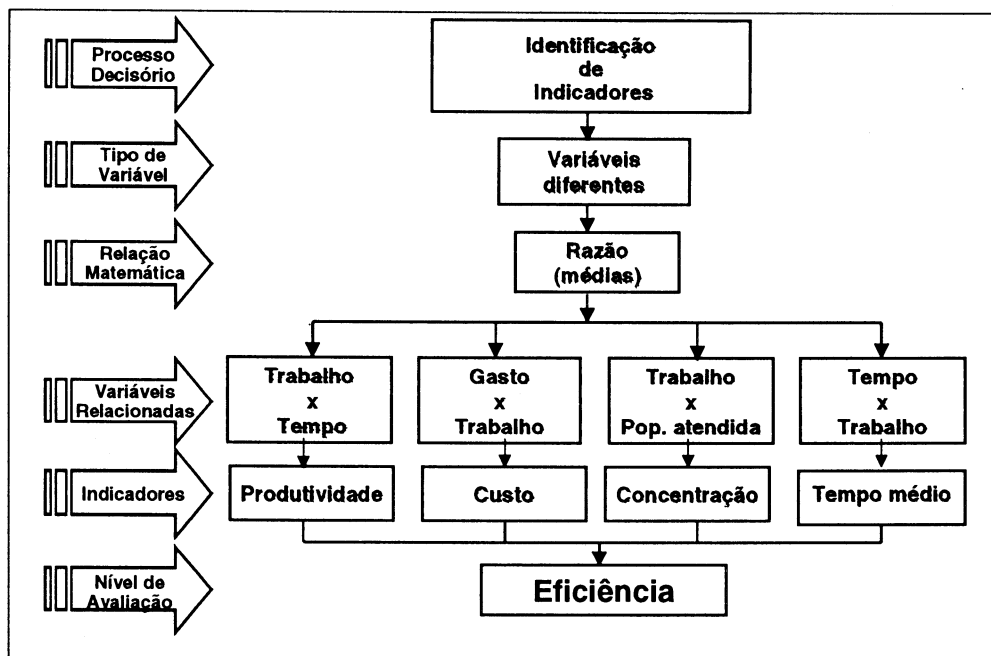 Processo
Decisório
Identificação
de
Indicadores
Tipo de
Variável
Variáveis
diferentes
Relação
Matemática
Razão
(médias)
Variáveis
Relacionadas
Trabalho
x
Tempo
Gasto
x
Trabalho
Trabalho
x
Pop. atendida
Tempo
x
Trabalho
Indicadores
Produtividade
Custo
Concentração
Tempo médio
Nível de
Avaliação
Eficiência